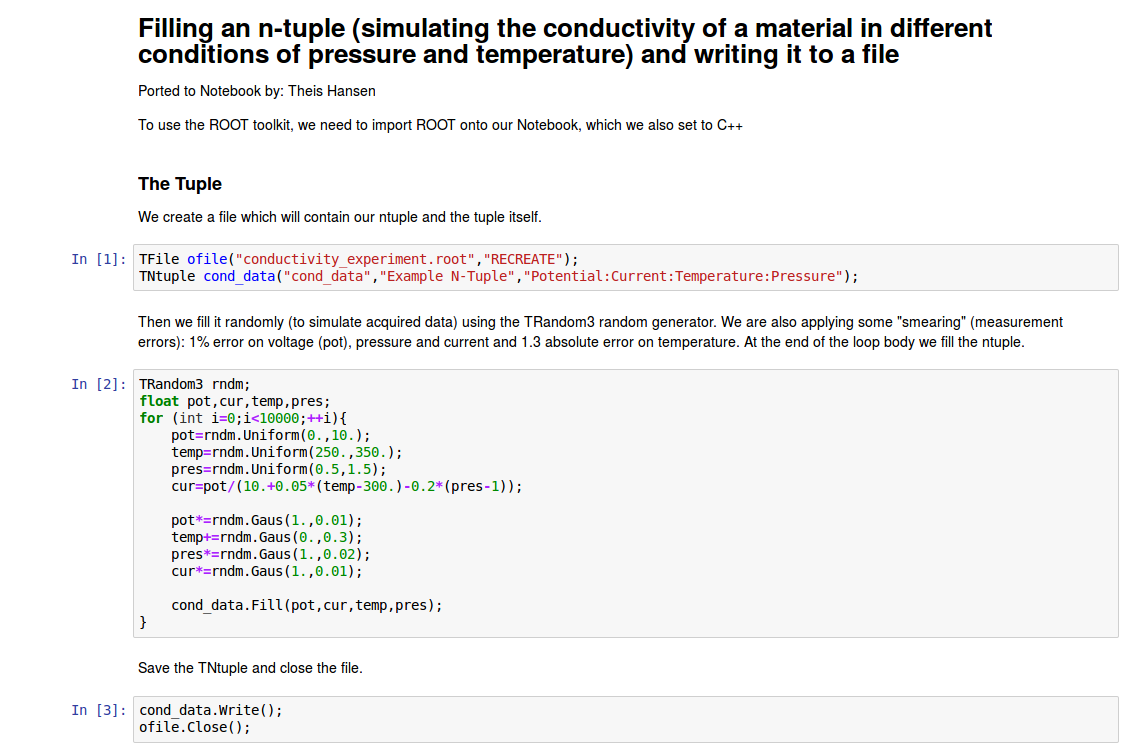 Filling an n-tuple (simulating the conductivity of a material in different
conditions of pressure and temperature) and writing it to a file
Ported to Notebook by: Theis Hansen
To use the ROOT toolkit, we need to import ROOT onto our Notebook, which we also set to C++
The Tuple
We create a file which will contain our ntuple and the tuple itself.
In [1]: TFile ofile("conductivity_experiment.root","RECREATE");
TNtuple cond_data("cond_data","Example N-Tuple","Potential:Current:Temperature:Pressure");
Then we fill it randomly (to simulate acquired data) using the TRandom3 random generator. We are also applying some "smearing" (measurement
errors): 1% error on voltage (pot), pressure and current and 1.3 absolute error on temperature. At the end of the loop body we fill the ntuple.
In [2]: TRandom3 rndm;
float pot,cur,temp,pres;
for (int i=0;i<10000;++i){
    pot=rndm.Uniform(0.,10.);
    temp=rndm.Uniform(250.,350.);
    pres=rndm.Uniform(0.5,1.5);
    cur=pot/(10.+0.05*(temp-300.)-0.2*(pres-1));
    pot*=rndm.Gaus(1.,0.01);
    temp+=rndm.Gaus(0.,0.3);
    pres*=rndm.Gaus(1.,0.02);
    cur*=rndm.Gaus(1.,0.01);
    cond_data.Fill(pot,cur,temp,pres);
}
Save the TNtuple and close the file.
In [3]: cond_data.Write();
ofile.Close();